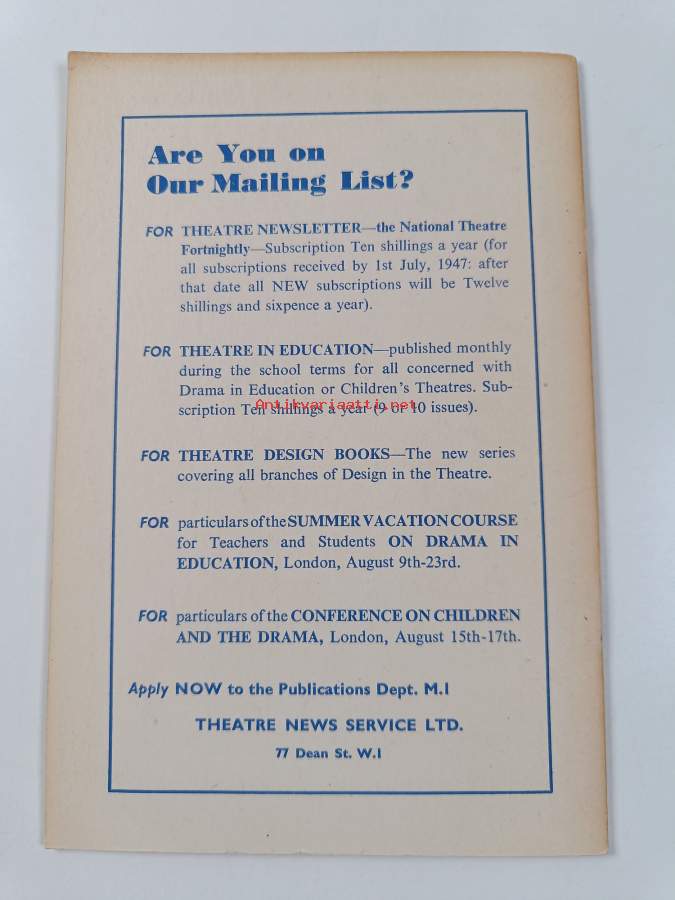 Are You on
Our Mailing List?
FOR THEATRE NEWSLETTER—the National Theatre
Fortnightly—Subscription Ten shillings a year (for
all subscriptions received by 1st July, 1947: after
that date all NEW subscriptions will be Twelve
shillings and sixpence a year).
FOR THEATRE IN EDUCATION—published monthly
during the school terms for all concerned with
Drama in Education or Children's Theatres. Sub-
scription Ten shillings a year (9 or 10 issues).
Antikvariaatti.net
FOR THEATRE DESIGN BOOKS—The new series
covering all branches of Design in the Theatre.
FOR particulars of the SUMMER VACATION COURSE
for Teachers and Students ON DRAMA IN
EDUCATION, London, August 9th-23rd.
FOR particulars of the CONFERENCE ON CHILDREN
AND THE DRAMA, London, August 15th-17th.
Apply NOW to the Publications Dept. M.I
THEATRE NEWS SERVICE LTD.
77 Dean St. W.I